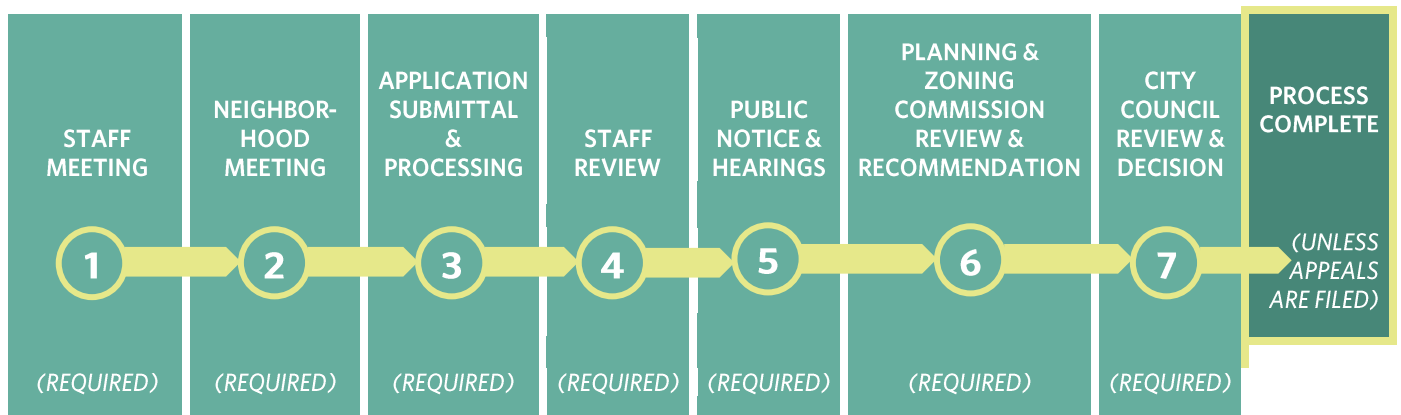 STAFF
MEETING
1
(REQUIRED)
NEIGHBOR-
HOOD
MEETING
2
(REQUIRED)
APPLICATION
SUBMITTAL
&
PROCESSING
3
(REQUIRED)
STAFF
REVIEW
4
(REQUIRED)
PUBLIC
NOTICE &
HEARINGS
5
(REQUIRED)
PLANNING &
ZONING
COMMISSION
REVIEW &
RECOMMENDATION
6
(REQUIRED)
CITY
COUNCIL
REVIEW &
DECISION
7
(REQUIRED)
PROCESS
COMPLETE
(UNLESS
APPEALS
ARE FILED)